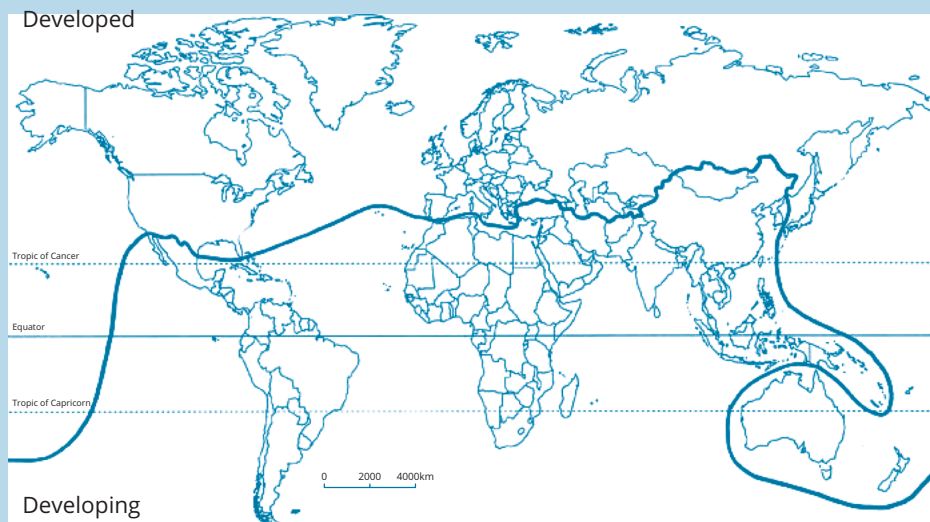 Developed
Tropic of Cancer
Equator
Tropic of Capricorn
0 2000 4000km
Developing